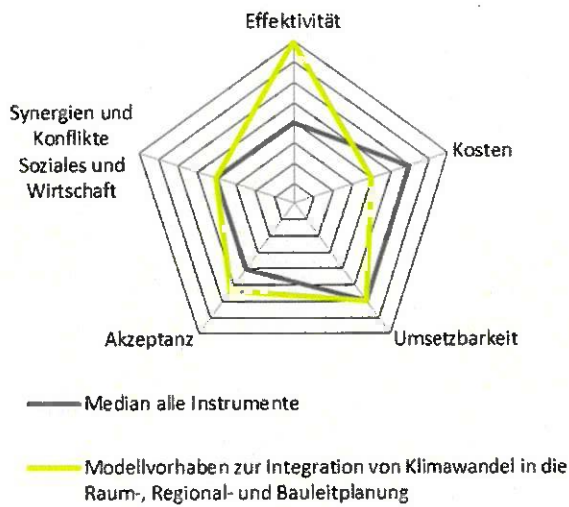 Effektivität
Synergien und
Konflikte
Soziales und
Wirtschaft
Kosten
Akzeptanz
Umsetzbarkeit
Median alle Instrumente
Modellvorhaben zur Integration von Klimawandel in die
Raum-, Regional- und Bauleitplanung